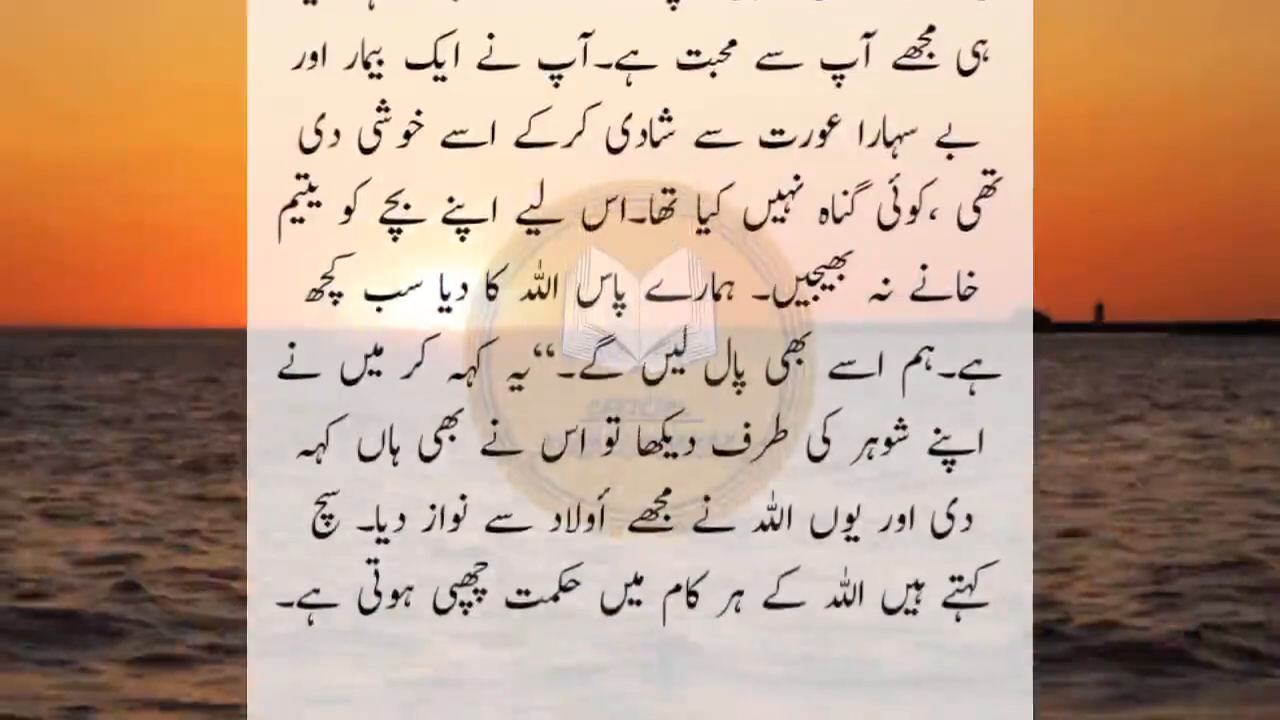 ہی مجھے آپ سے محبت ہے۔آپ نے ایک بیمار اور
بے سہارا عورت سے شادی کرکے اسے خوشی دی
تھی ،کوئی گناہ نہیں کیا تھا۔اس لیے اپنے بچے کو یتیم
خانے نہ بھیجیں۔ ہمارے پاس اللہ کا دیا سب کچھ
ہے۔ہم اسے بھی پال لیں گے۔‘‘یہ کہہ کر میں نے
اپنے شوہر کی طرف دیکھا تو اس نے بھی ہاں کہہ
دی اور یوں اللہ نے مجھے أولاد سے نواز دیا۔ سچ
کہتے ہیں اللہ کے ہر کام میں حکمت چھپی ہوتی ہے۔